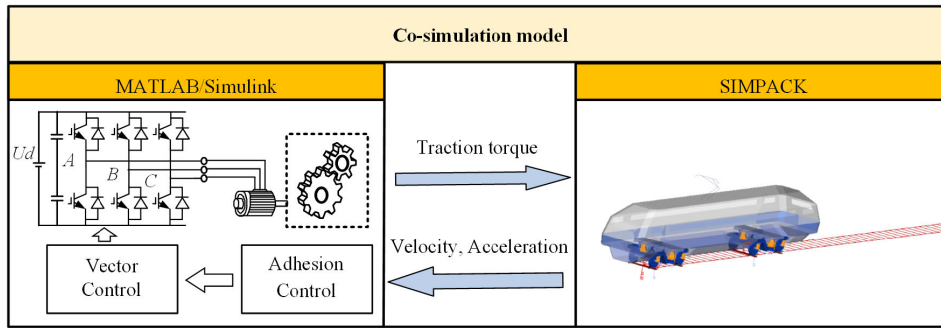 Co-simulation model
MATLAB/Simulink
SIMPACK
Ud
A
B
C
Traction torque
Velocity, Acceleration
Vector
Control
Adhesion
Control